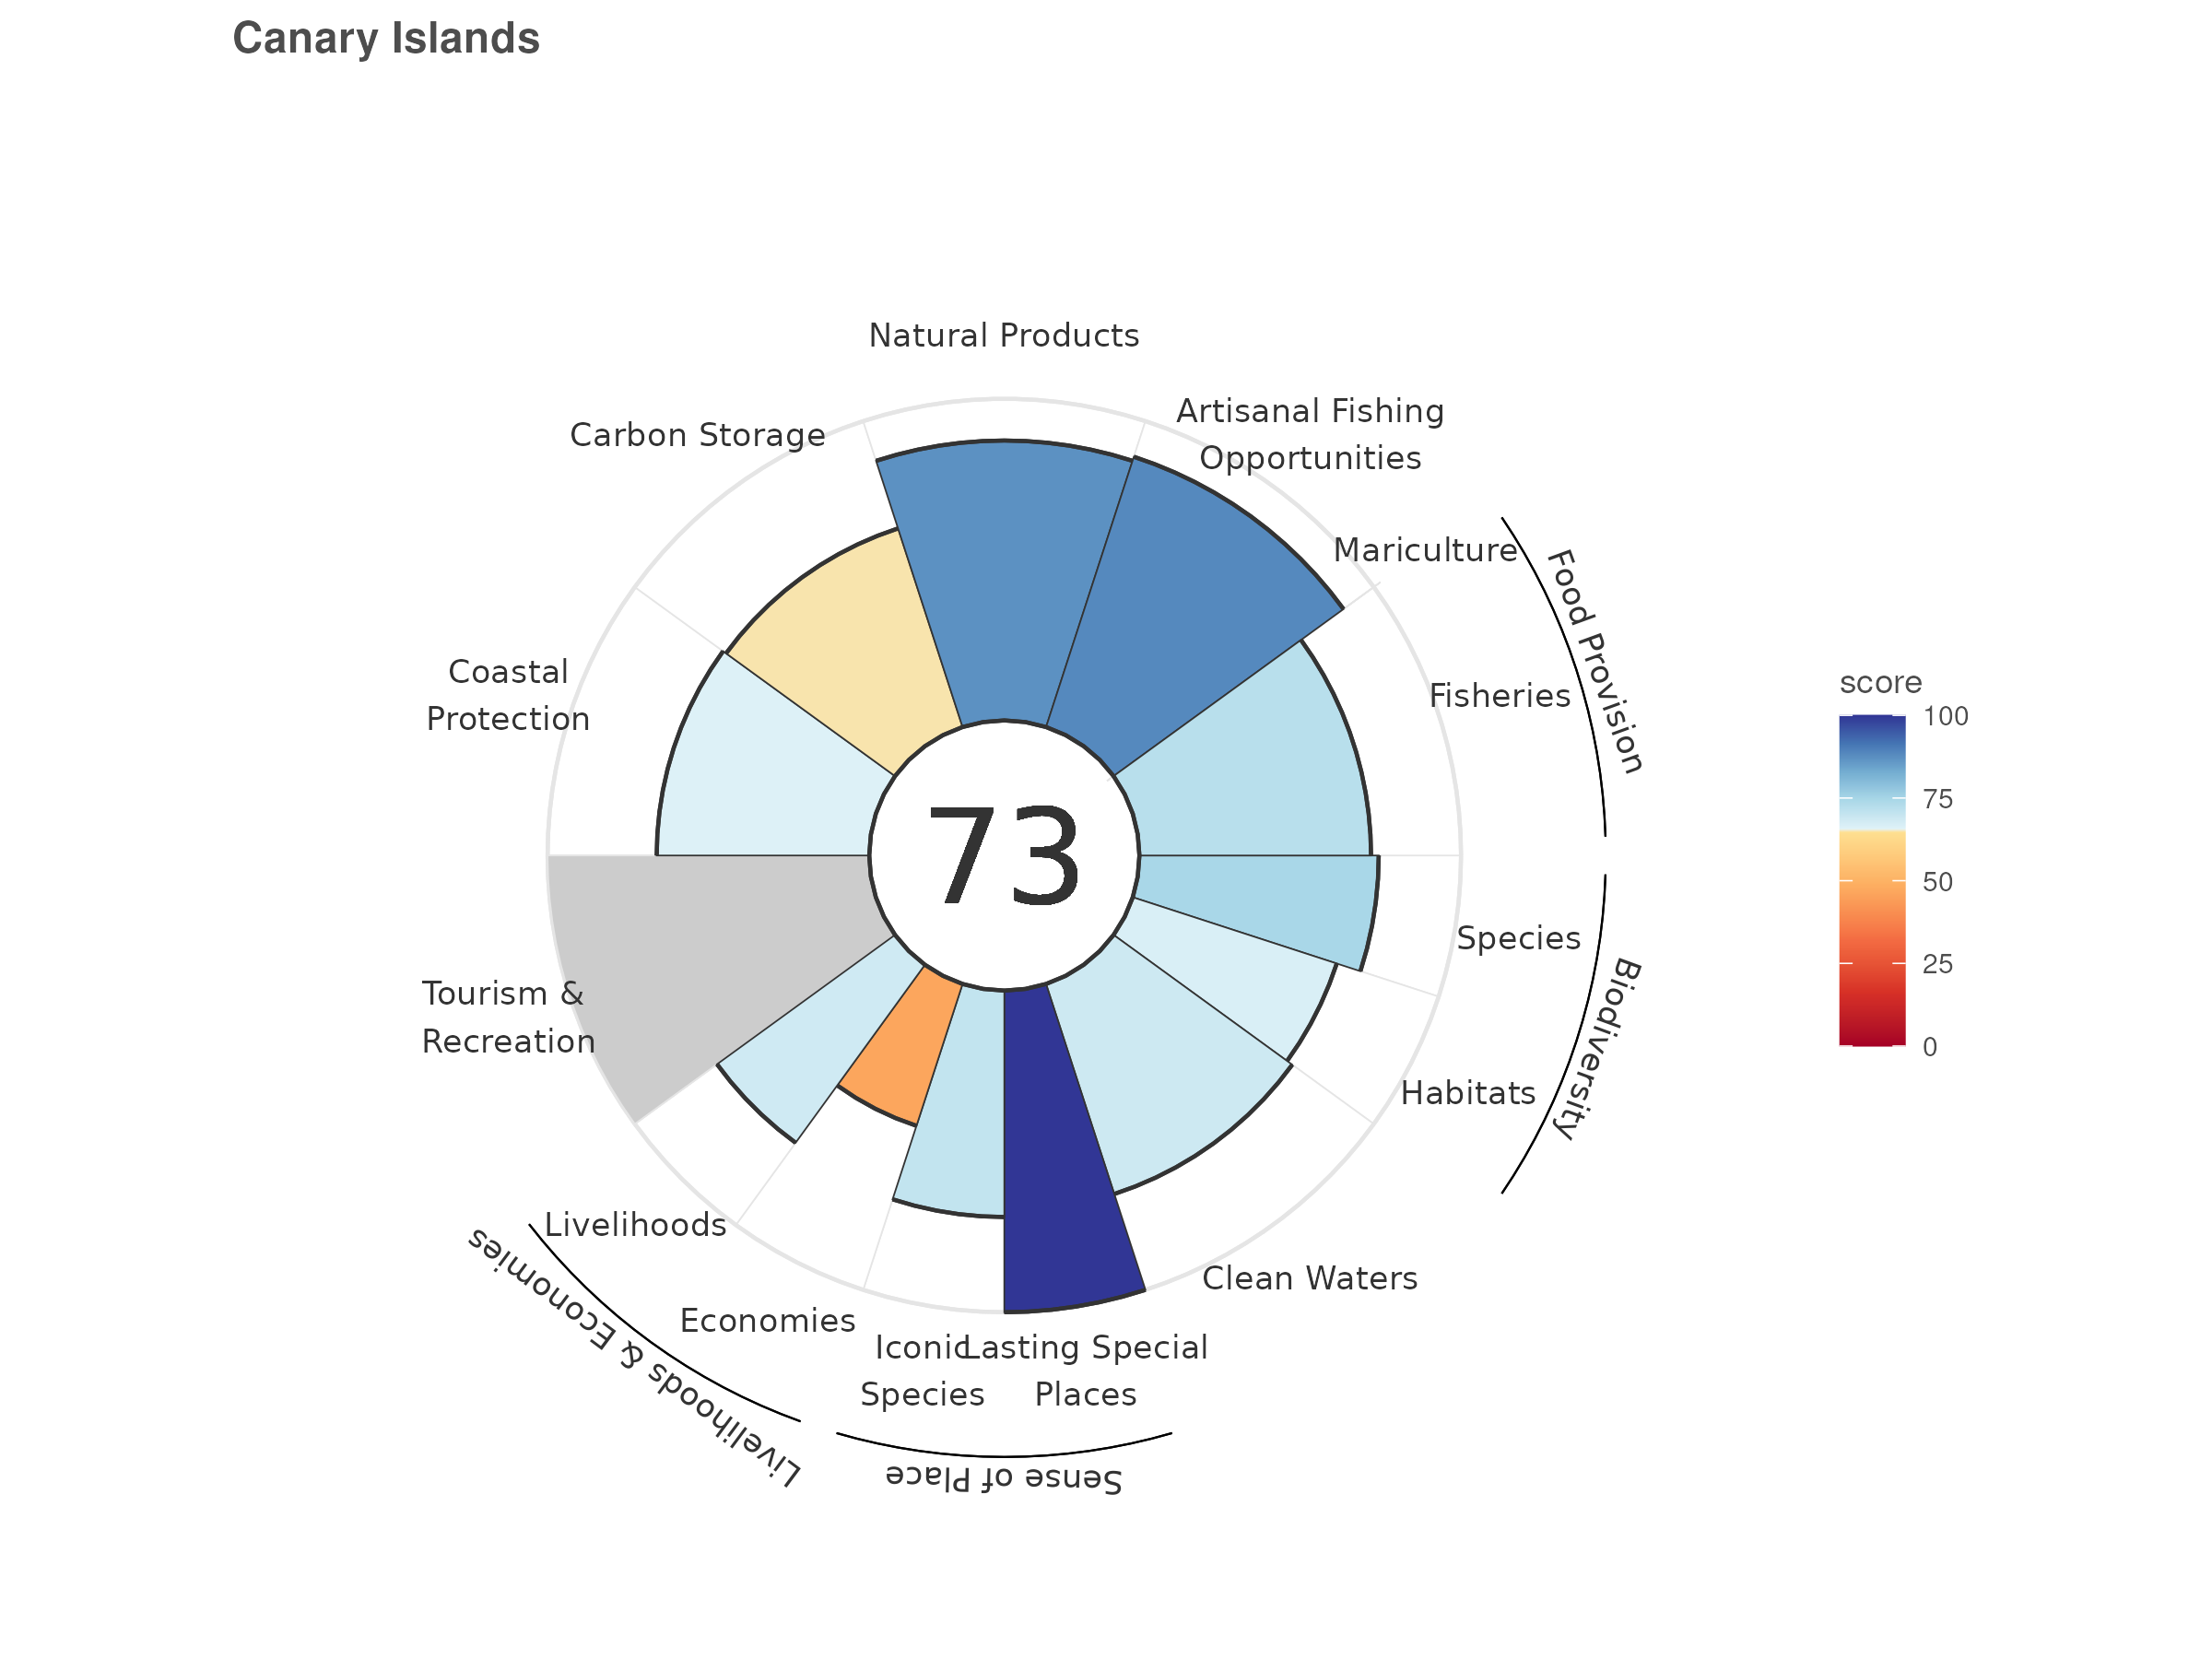 Canary Islands
Natural Products
Artisanal Fishing
Opportunities
Carbon Storage
Mariculture
Food Provision
Fisheries
Coastal
Protection
score
100
75
50
25
0
73
Species
Biodiversity
Habitats
Tourism &
Recreation
Livelihoods
Livelihoods & Economies
Clean Waters
Economies
Iconic
Species
Lasting Special
Places
Sense of Place